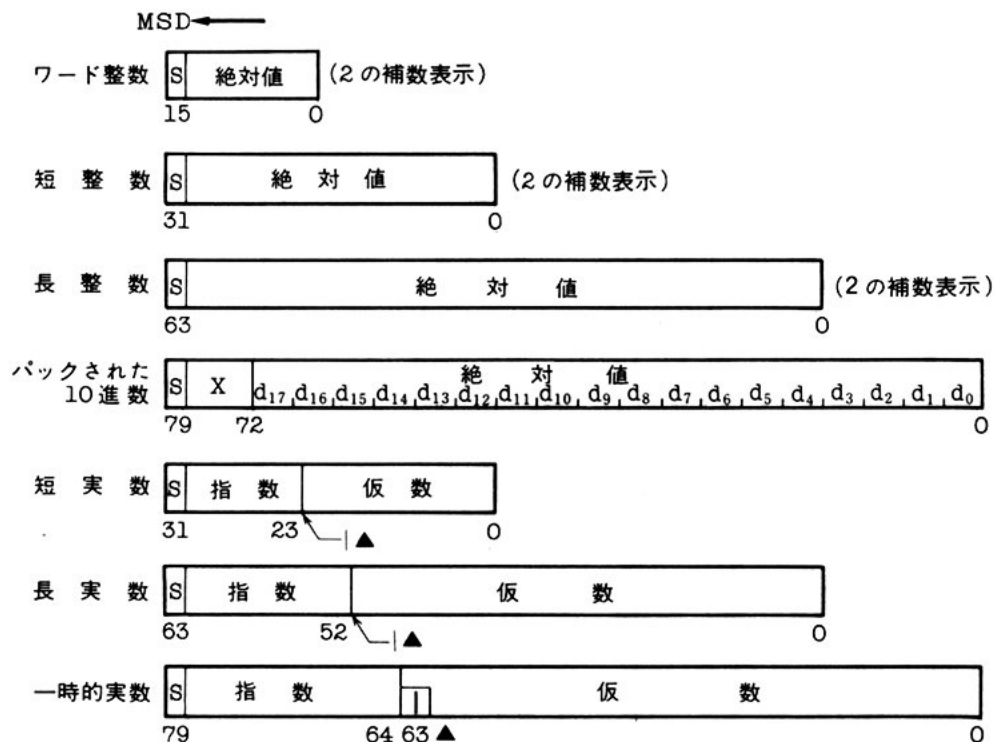 MSD
ワード整数 S 絶対値 (2の補数表示)
15 0
短整数 S 絶対値 (2の補数表示)
31 0
長整数 S 絶対値 (2の補数表示)
63 0
パックされた
10進数 S X 絶対値
d17 d16 d15 d14 d13 d12 d11 d10 d9 d8 d7 d6 d5 d4 d3 d2 d1 d0
79 72 0
短実数 S 指数 仮数
31 23 | ▲ 0
長実数 S 指数 仮数
63 52 | ▲ 0
一時的実数 S 指数 | 仮数
79 64 63 ▲ 0